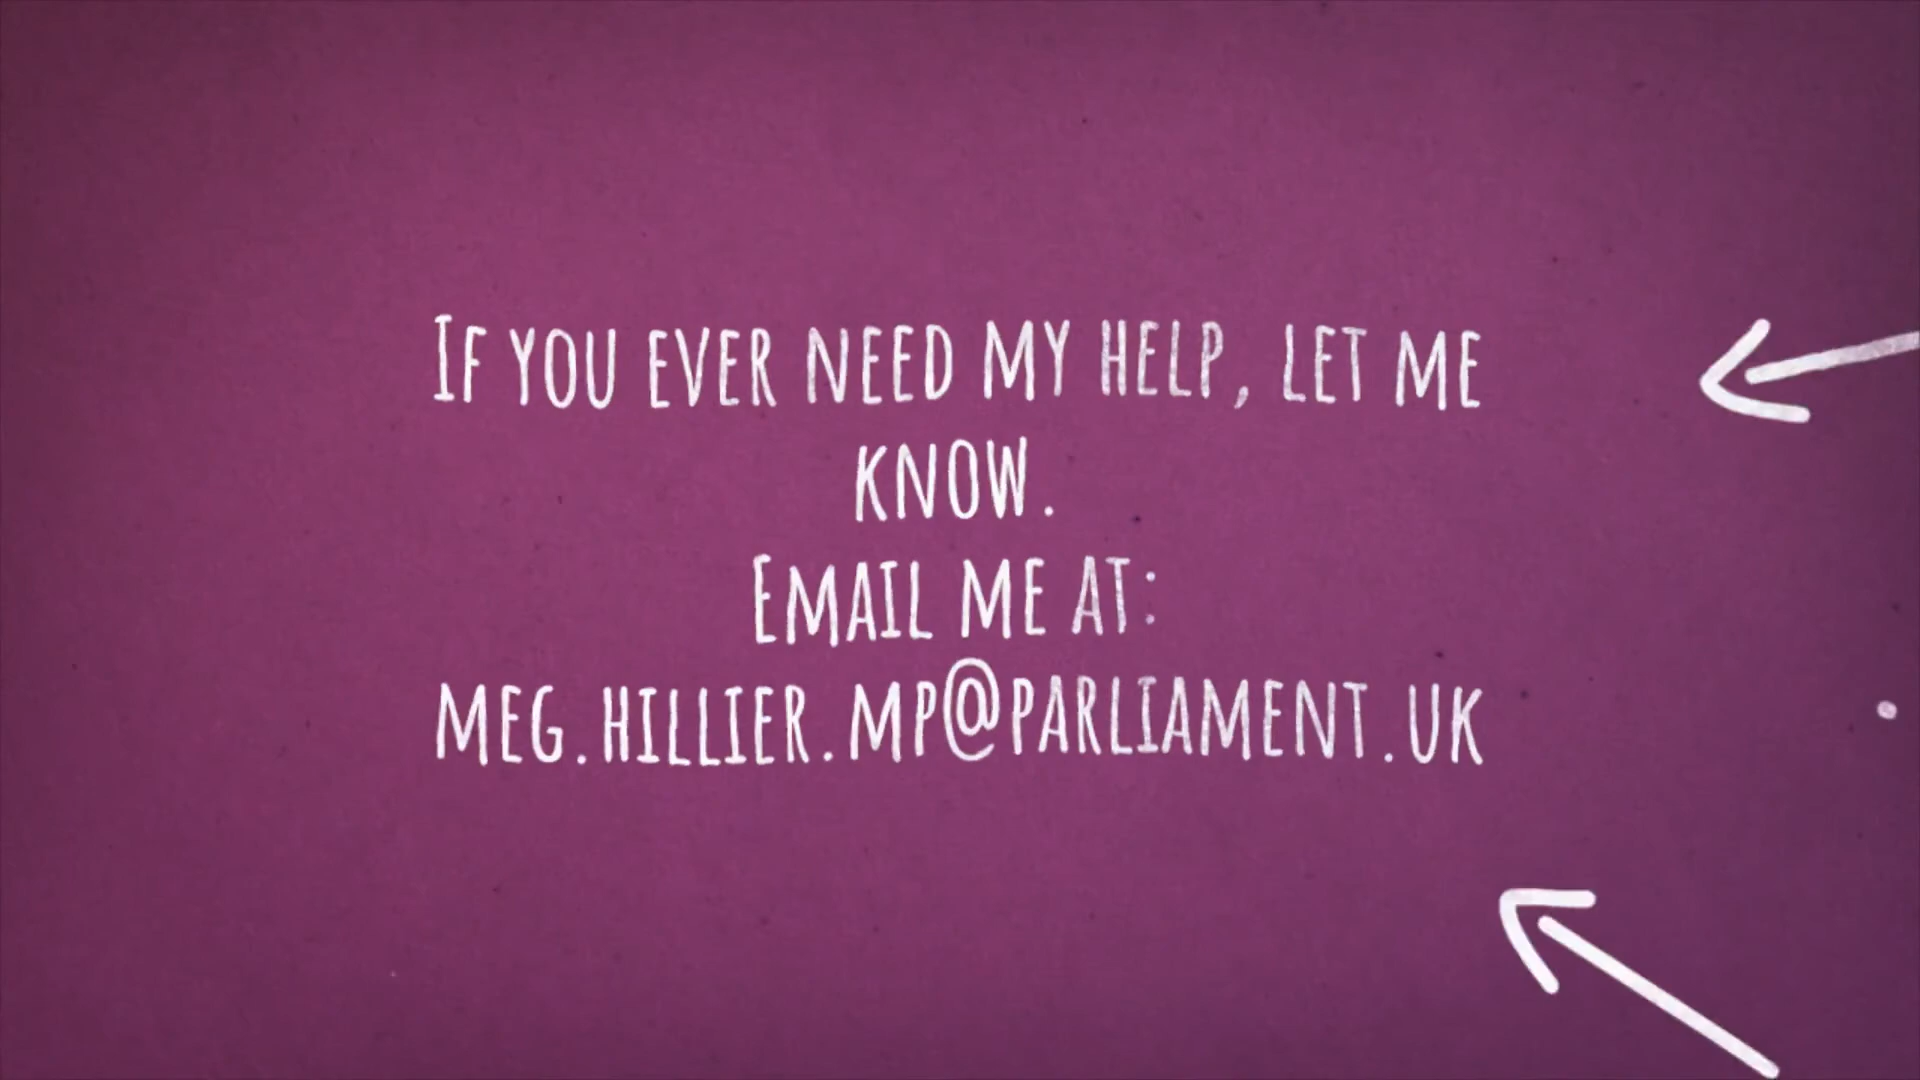 If you ever need my help, let me
know.
Email me at:
meg.hillier.mp@parliament.uk